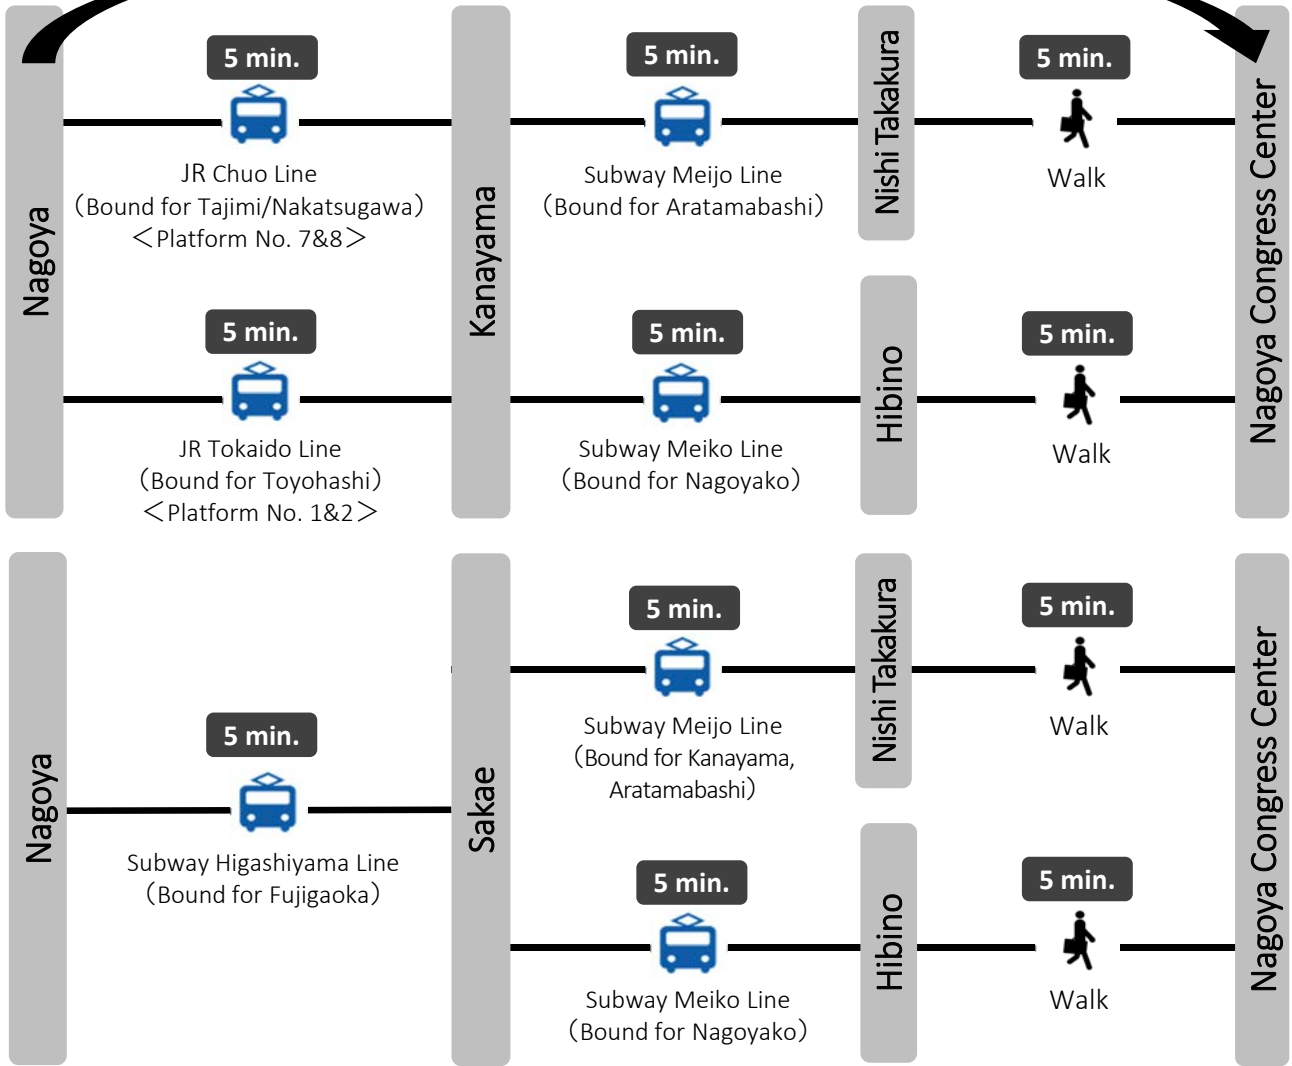 Nagoya
5 min.
JR Chuo Line
（Bound for Tajimi/Nakatsugawa）
＜Platform No. 7&8＞
5 min.
JR Tokaido Line
（Bound for Toyohashi）
＜Platform No. 1&2＞
Kanayama
5 min.
Subway Meijo Line
（Bound for Aratamabashi）
Nishi Takakura
5 min.
Walk
5 min.
Subway Meiko Line
（Bound for Nagoyako）
Hibino
5 min.
Walk
Nagoya Congress Center
Nagoya
5 min.
Subway Higashiyama Line
（Bound for Fujigaoka）
Sakae
5 min.
Subway Meijo Line
（Bound for Kanayama,
Aratamabashi）
Nishi Takakura
5 min.
Walk
5 min.
Subway Meiko Line
（Bound for Nagoyako）
Hibino
5 min.
Walk
Nagoya Congress Center